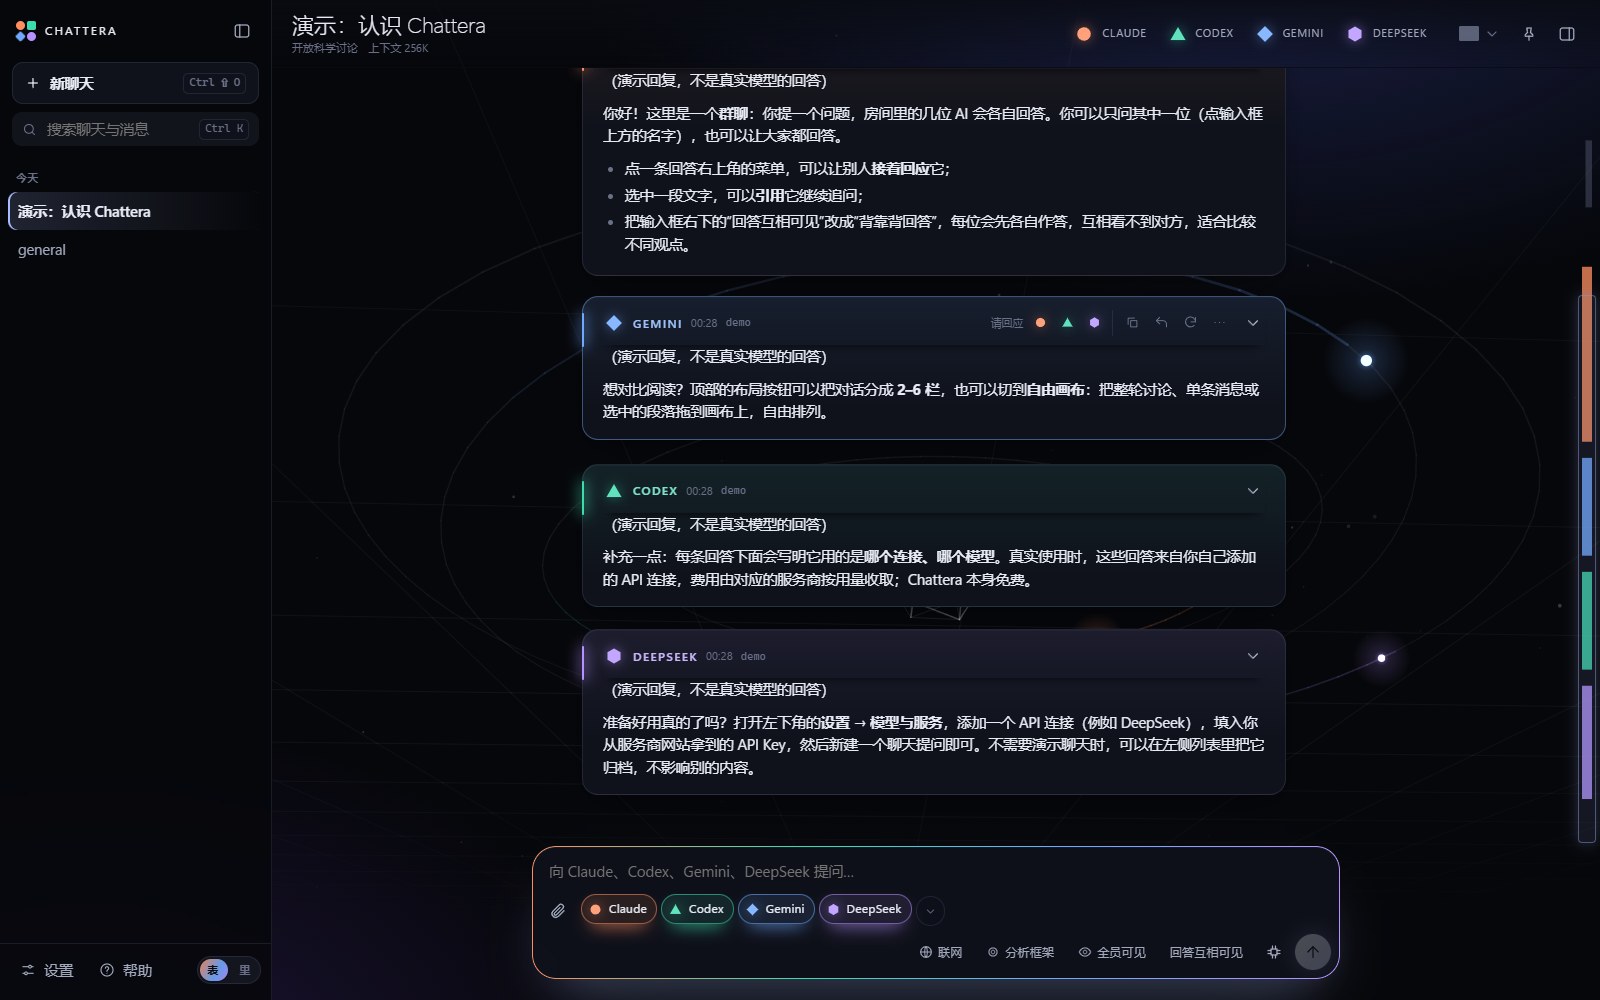 CHATTERA
新聊天
Ctrl ⇧ O
搜索聊天与消息
Ctrl K
今天
演示：认识 Chattera
general
设置
帮助
表
里
演示：认识 Chattera
开放科学讨论 上下文 256K
CLAUDE
CODEX
GEMINI
DEEPSEEK
（演示回复，不是真实模型的回答）
你好！这里是一个群聊：你提一个问题，房间里的几位 AI 会各自回答。你可以只问其中一位（点输入框
上方的名字），也可以让大家都回答。
• 点一条回答右上角的菜单，可以让别人接着回应它；
• 选中一段文字，可以引用它继续追问；
• 把输入框右下的"回答互相可见"改成"背靠背回答"，每位会先各自作答，互相看不到对方，适合比较
不同观点。
GEMINI 00:28 demo
请回应
（演示回复，不是真实模型的回答）
想对比阅读？顶部的布局按钮可以把对话分成 2–6 栏，也可以切到自由画布：把整轮讨论、单条消息或
选中的段落拖到画布上，自由排列。
CODEX 00:28 demo
（演示回复，不是真实模型的回答）
补充一点：每条回答下面会写明它用的是哪个连接、哪个模型。真实使用时，这些回答来自你自己添加
的 API 连接，费用由对应的服务商按用量收取；Chattera 本身免费。
DEEPSEEK 00:28 demo
（演示回复，不是真实模型的回答）
准备好用真的了吗？打开左下角的设置 → 模型与服务，添加一个 API 连接（例如 DeepSeek），填入你
从服务商网站拿到的 API Key，然后新建一个聊天提问即可。不需要演示聊天时，可以在左侧列表里把它
归档，不影响别的内容。
向 Claude、Codex、Gemini、DeepSeek 提问...
Claude
Codex
Gemini
DeepSeek
联网
分析框架
全员可见
回答互相可见